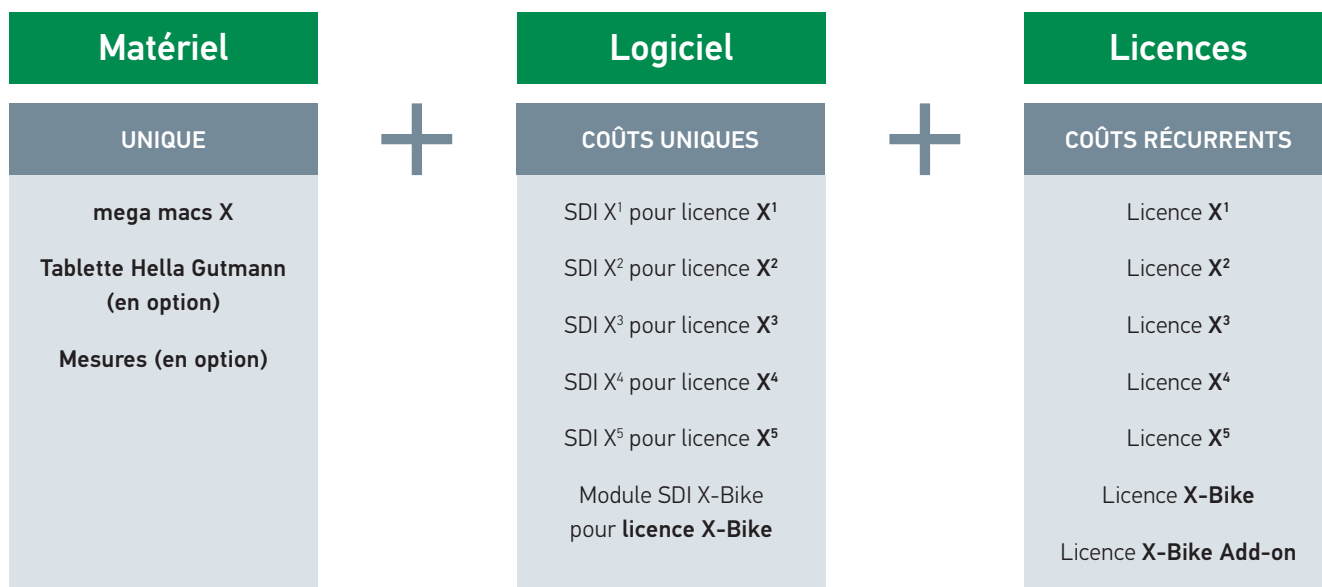 Matériel
UNIQUE
mega macs X
Tablette Hella Gutmann
(en option)
Mesures (en option)
+
Logiciel
COÛTS UNIQUES
SDI X¹ pour licence X¹
SDI X² pour licence X²
SDI X³ pour licence X³
SDI X⁴ pour licence X⁴
SDI X⁵ pour licence X⁵
Module SDI X-Bike
pour licence X-Bike
+
Licences
COÛTS RÉCURRENTS
Licence X¹
Licence X²
Licence X³
Licence X⁴
Licence X⁵
Licence X-Bike
Licence X-Bike Add-on